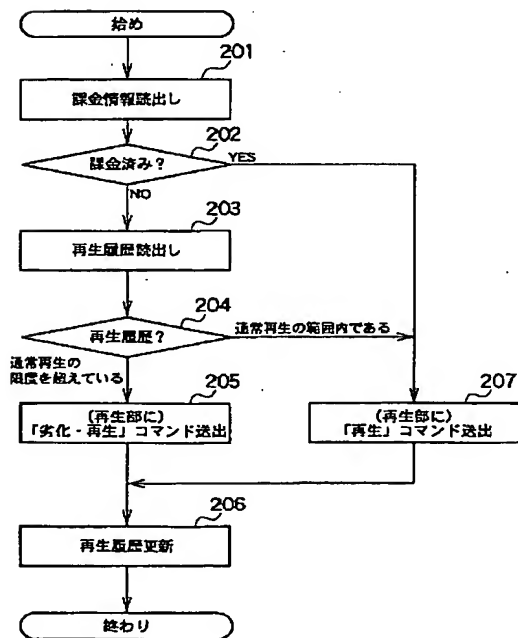 始め
201
課金情報読出し
202
課金済み?
YES
NO
203
再生履歴読出し
204
再生履歴?
通常再生の範囲内である
通常再生の
限度を超えている
205
(再生部に)
「劣化・再生」コマンド送出
207
(再生部に)
「再生」コマンド送出
206
再生履歴更新
終わり